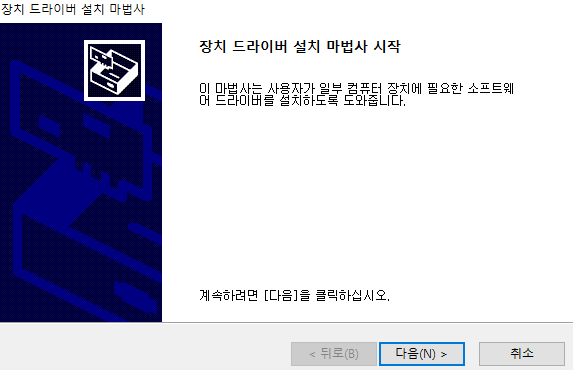 장치 드라이버 설치 마법사
장치 드라이버 설치 마법사 시작
이 마법사는 사용자가 일부 컴퓨터 장치에 필요한 소프트웨
어 드라이버를 설치하도록 도와줍니다.
계속하려면 [다음]을 클릭하십시오.
< 뒤로(B) 다음(N) > 취소